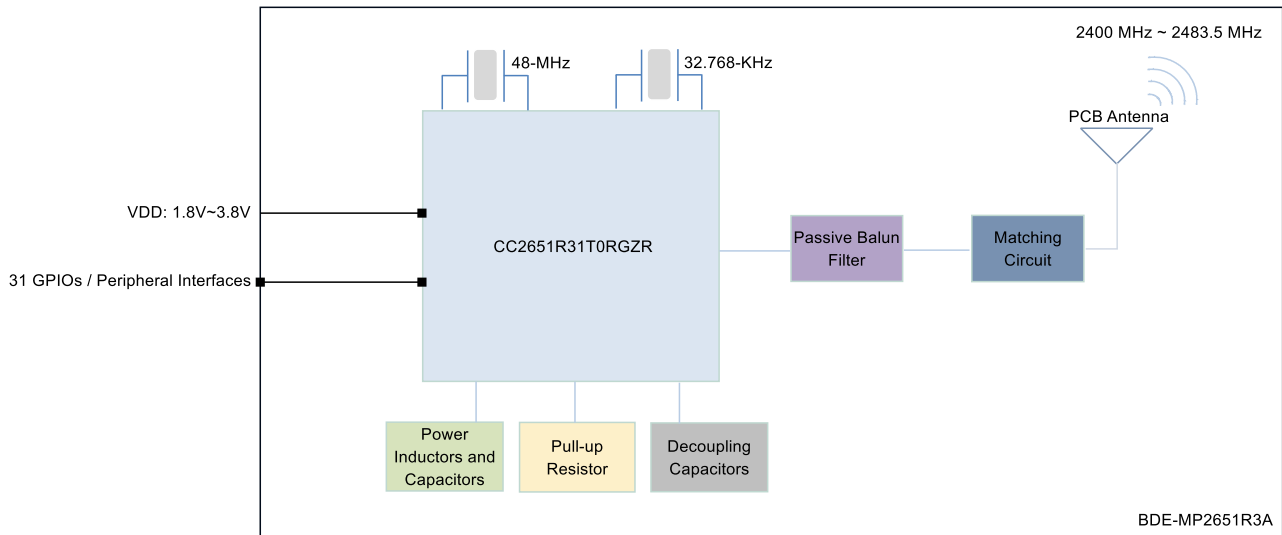 2400 MHz ~ 2483.5 MHz
48-MHz
32.768-KHz
PCB Antenna
VDD: 1.8V~3.8V
CC2651R31T0RGZR
Passive Balun
Filter
Matching
Circuit
31 GPIOs / Peripheral Interfaces
Power
Inductors and
Capacitors
Pull-up
Resistor
Decoupling
Capacitors
BDE-MP2651R3A